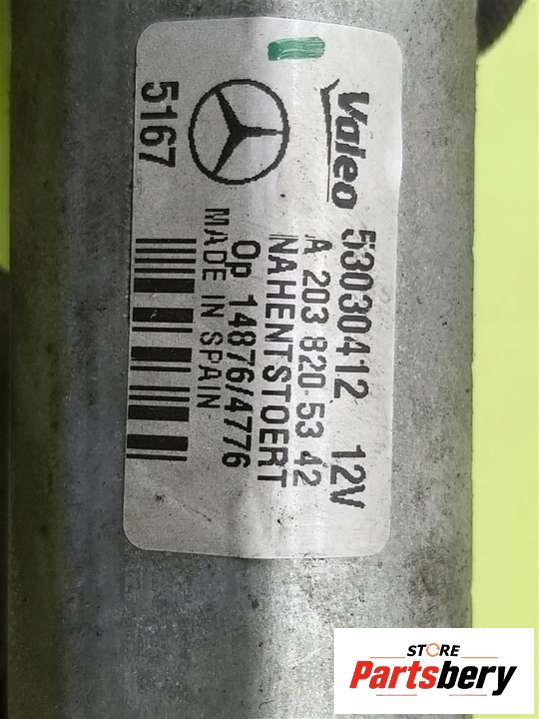 Valeo 53030412 12V
A 203 820 53 42
NAHENTSTOERT
Op 14876/4776
MADE IN SPAIN
5167
STORE
Partsbery